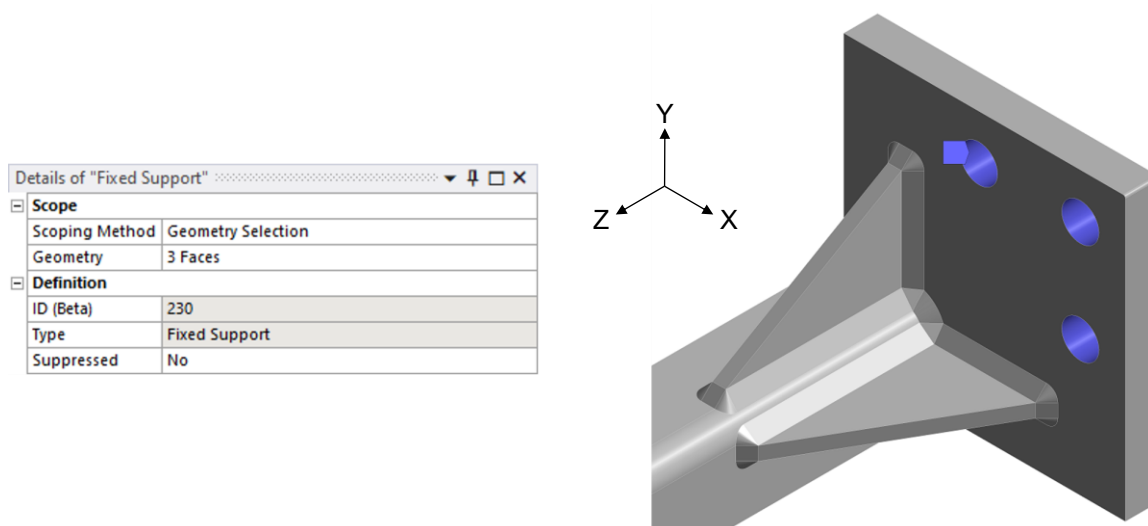 Details of "Fixed Support"
Scope
Scoping Method Geometry Selection
Geometry 3 Faces
Definition
ID (Beta) 230
Type Fixed Support
Suppressed No
Y
Z X